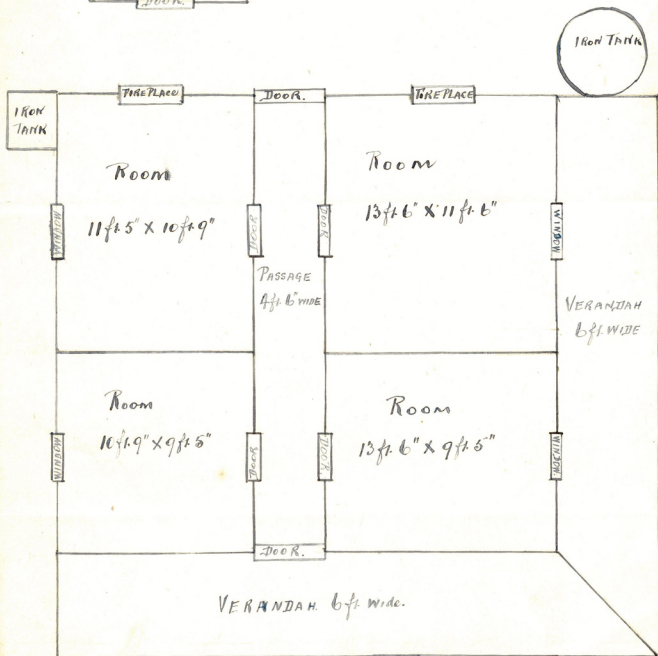 DOOR.
IRON TANK
FIREPLACE
DOOR.
FIREPLACE
IRON
TANK
Room
Room
11 ft. 5" X 10 ft. 9"
13 ft. 6" X 11 ft. 6"
WINDOW
DOOR
DOOR
WINDOW
PASSAGE
4 ft. 6" WIDE
VERANDAH
6 ft. WIDE
Room
Room
10 ft. 9" X 9 ft. 5"
13 ft. 6" X 9 ft. 5"
WINDOW
DOOR
DOOR
WINDOW.
DOOR.
VERANDAH 6 ft. Wide.